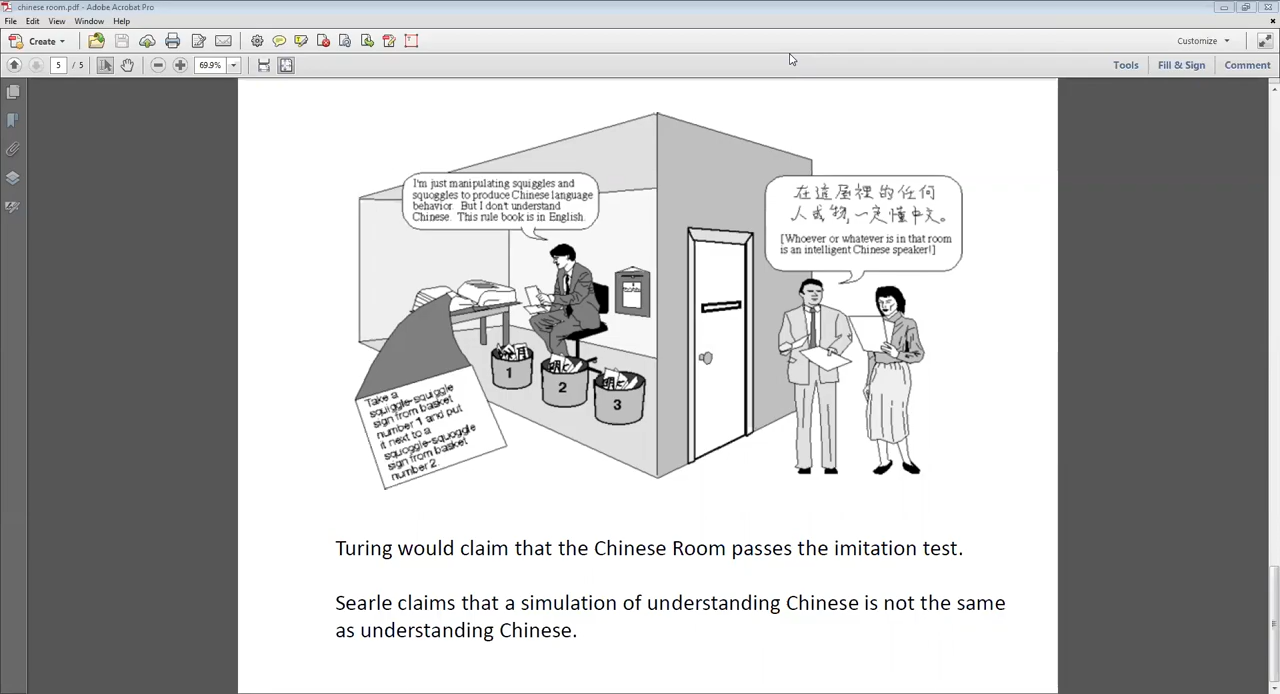 chinese room.pdf - Adobe Acrobat Pro
File Edit View Window Help
Create
Customize
5 / 5
69.9%
Tools Fill & Sign Comment
I'm just manipulating squiggles and
squoggles to produce Chinese language
behavior. But I don't understand
Chinese. This rule book is in English.
在這屋裡的任何
人或物,一定懂中文。
[Whoever or whatever is in that room
is an intelligent Chinese speaker!]
1
2
3
Take a
squiggle-squiggle
sign from basket
number 1 and put
it next to a
squoggle-squoggle
sign from basket
number 2.
Turing would claim that the Chinese Room passes the imitation test.
Searle claims that a simulation of understanding Chinese is not the same
as understanding Chinese.